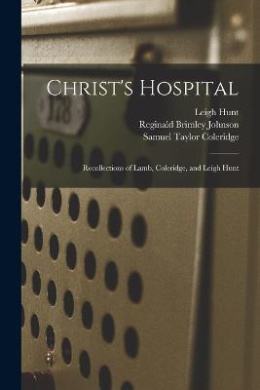 178
CHRIST'S HOSPITAL
Leigh Hunt
Reginald Brimley Johnson
Samuel Taylor Coleridge
Recollections of Lamb, Coleridge, and Leigh Hunt